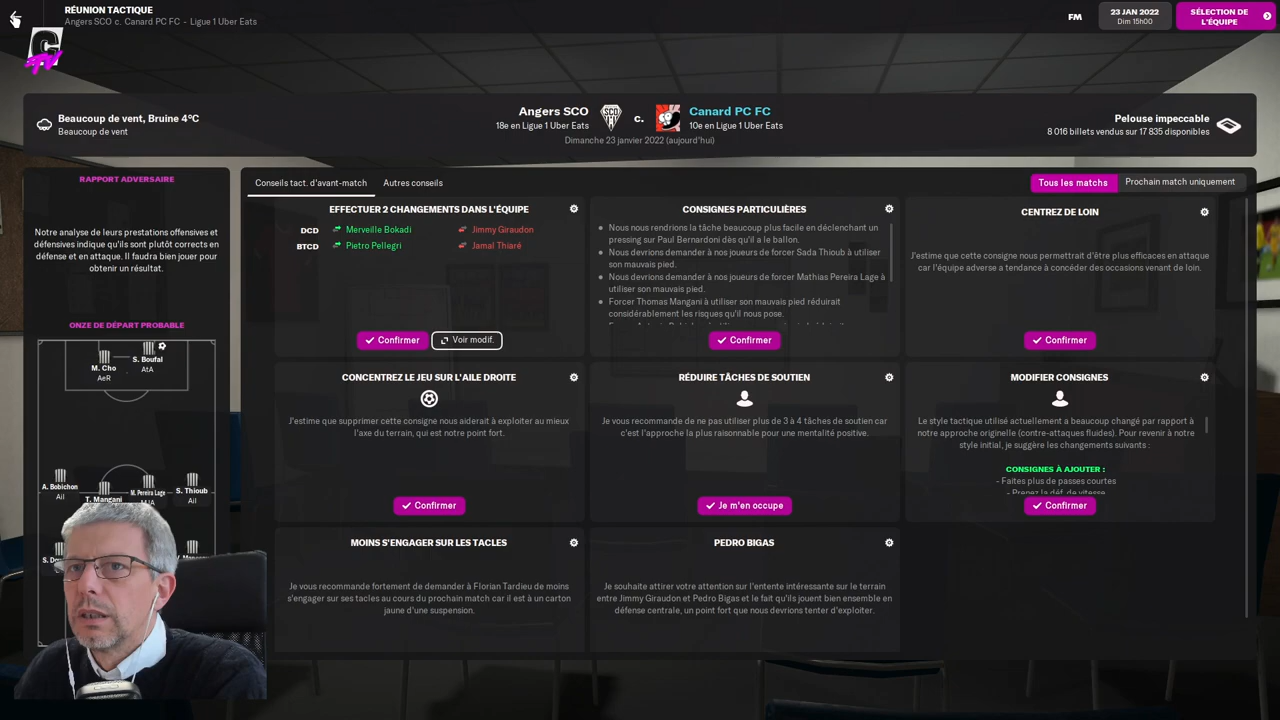 RÉUNION TACTIQUE
Angers SCO c. Canard PC FC - Ligue 1 Uber Eats
FM
23 JAN 2022
Dim 15h00
SÉLECTION DE L'ÉQUIPE
TV
Beaucoup de vent, Bruine 4°C
Beaucoup de vent
Angers SCO
18e en Ligue 1 Uber Eats
SCO
c.
Canard PC FC
10e en Ligue 1 Uber Eats
Dimanche 23 janvier 2022 (aujourd'hui)
Pelouse impeccable
8 016 billets vendus sur 17 835 disponibles
RAPPORT ADVERSAIRE
Notre analyse de leurs prestations offensives et
défensives indique qu'ils sont plutôt corrects en
défense et en attaque. Il faudra bien jouer pour
obtenir un résultat.
ONZE DE DÉPART PROBABLE
M. Cho
AeR
S. Boufal
AtA
A. Bobichon
Ail
T. Mangani
M. Pereira Lage
MJA
S. Thioub
Ail
Conseils tact. d'avant-match
Autres conseils
Tous les matchs
Prochain match uniquement
EFFECTUER 2 CHANGEMENTS DANS L'ÉQUIPE
DCD Merveille Bokadi Jimmy Giraudon
BTCD Pietro Pellegri Jamal Thiaré
Confirmer
Voir modif.
CONSIGNES PARTICULIÈRES
Nous nous rendrions la tâche beaucoup plus facile en déclenchant un
pressing sur Paul Bernardoni dès qu'il a le ballon.
Nous devrions demander à nos joueurs de forcer Sada Thioub à utiliser
son mauvais pied.
Nous devrions demander à nos joueurs de forcer Mathias Pereira Lage à
utiliser son mauvais pied.
Forcer Thomas Mangani à utiliser son mauvais pied réduirait
considérablement les risques qu'il nous pose.
Confirmer
CENTREZ DE LOIN
J'estime que cette consigne nous permettrait d'être plus efficaces en attaque
car l'équipe adverse a tendance à concéder des occasions venant de loin.
Confirmer
CONCENTREZ LE JEU SUR L'AILE DROITE
J'estime que supprimer cette consigne nous aiderait à exploiter au mieux
l'axe du terrain, qui est notre point fort.
Confirmer
RÉDUIRE TÂCHES DE SOUTIEN
Je vous recommande de ne pas utiliser plus de 3 à 4 tâches de soutien car
c'est l'approche la plus raisonnable pour une mentalité positive.
Je m'en occupe
MODIFIER CONSIGNES
Le style tactique utilisé actuellement a beaucoup changé par rapport à
notre approche originelle (contre-attaques fluides). Pour revenir à notre
style initial, je suggère les changements suivants :
CONSIGNES À AJOUTER :
- Faites plus de passes courtes
- Prenez la déf. de vitesse
Confirmer
MOINS S'ENGAGER SUR LES TACLES
Je vous recommande fortement de demander à Florian Tardieu de moins
s'engager sur ses tacles au cours du prochain match car il est à un carton
jaune d'une suspension.
PEDRO BIGAS
Je souhaite attirer votre attention sur l'entente intéressante sur le terrain
entre Jimmy Giraudon et Pedro Bigas et le fait qu'ils jouent bien ensemble en
défense centrale, un point fort que nous devrions tenter d'exploiter.